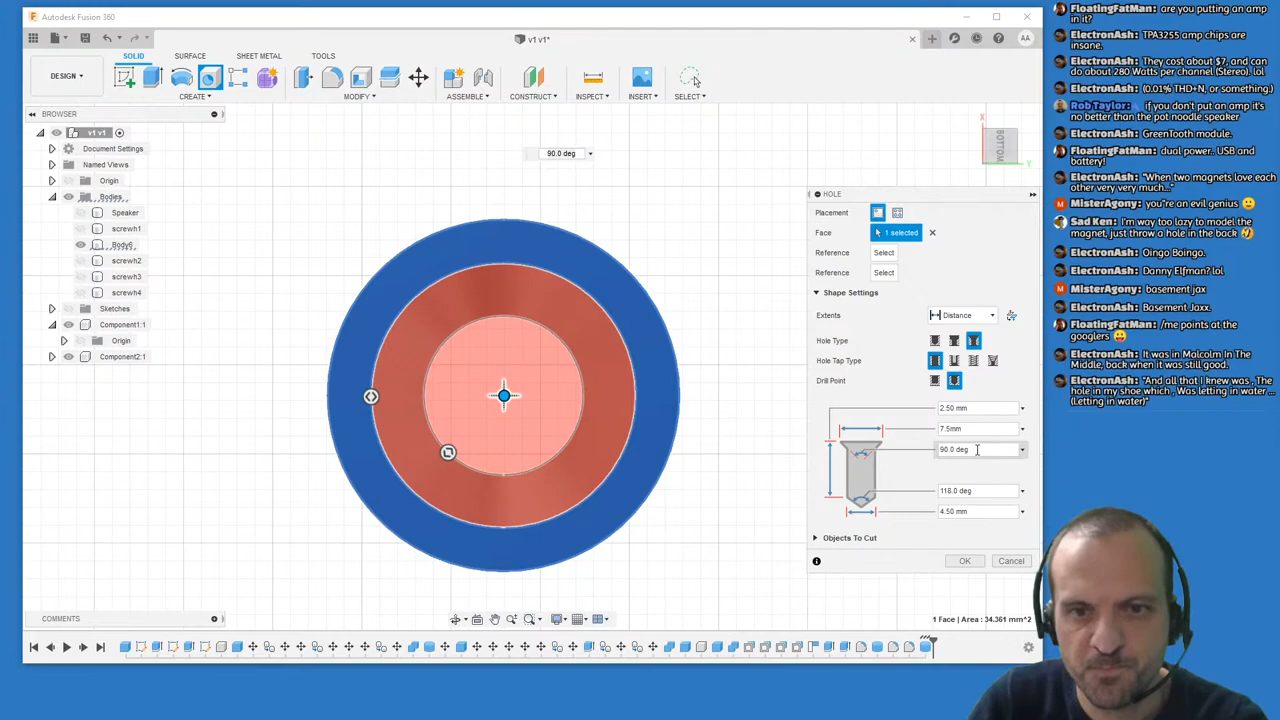 Autodesk Fusion 360
v1 v1*
AA
SOLID
SURFACE
SHEET METAL
TOOLS
DESIGN
CREATE
MODIFY
ASSEMBLE
CONSTRUCT
INSPECT
INSERT
SELECT
BROWSER
v1 v1
Document Settings
Named Views
Origin
Bodies
Speaker
screwh1
Body6
screwh2
screwh3
screwh4
Sketches
Component1:1
Origin
Component2:1
90.0 deg
X
BOTTOM
Y
HOLE
Placement
Face
1 selected
Reference
Select
Reference
Select
Shape Settings
Extents
Distance
Hole Type
Hole Tap Type
Drill Point
2.50 mm
7.5mm
90.0 deg
118.0 deg
4.50 mm
Objects To Cut
OK
Cancel
COMMENTS
1 Face | Area : 34.361 mm^2
FloatingFatMan: are you putting an amp
in it?
ElectronAsh: TPA3255 amp chips are
insane.
ElectronAsh: They cost about $7, and can
do about 280 Watts per channel (Stereo). lol
ElectronAsh: (0.01% THD+N, or something.)
Rob Taylor: if you don't put an amp it's
no better than the pot noodle speaker
ElectronAsh: GreenTooth module.
FloatingFatMan: dual power.. USB and
battery!
ElectronAsh: "When two magnets love each
other very very much..."
MisterAgony: you"re an evil genius 🙂
Sad Ken: I'm way too lazy to model the
magnet, just throw a hole in the back 🤣
ElectronAsh: Oingo Boingo.
ElectronAsh: Danny Elfman? lol
MisterAgony: basement jax
ElectronAsh: Basement Jaxx.
FloatingFatMan: /me points at the
googlers 😛
ElectronAsh: It was in Malcolm In The
Middle, back when it was still good.
ElectronAsh: "And all that I knew was , The
hole in my shoe which , Was letting in water ...
(Letting in water)"